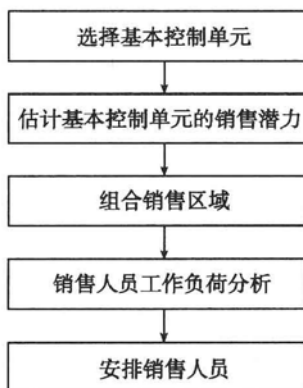 选择基本控制单元
估计基本控制单元的销售潜力
组合销售区域
销售人员工作负荷分析
安排销售人员